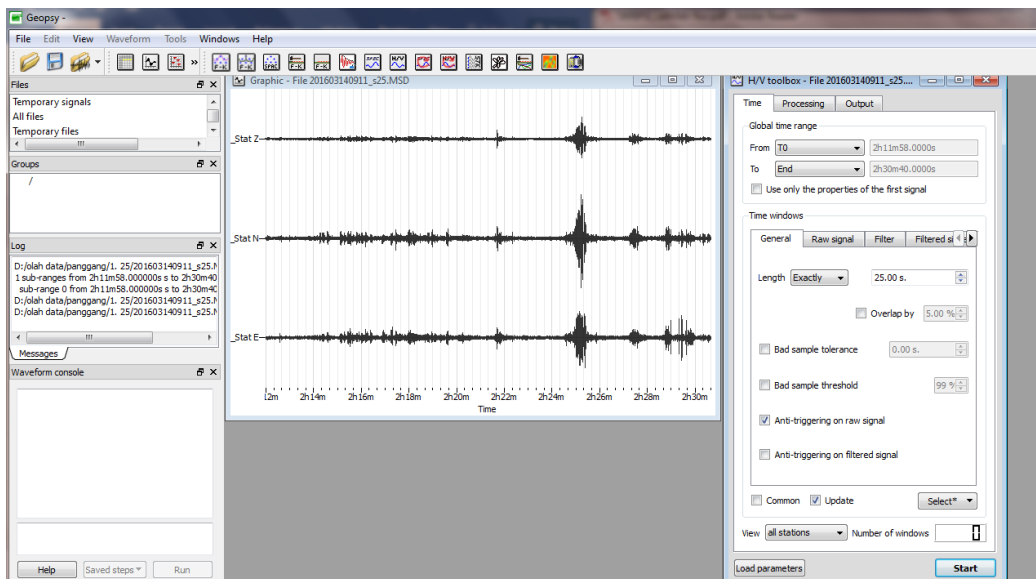 Geopsy -
File Edit View Waveform Tools Windows Help
Files
Temporary signals
All files
Temporary files
Groups
/
Log
D:/olah data/panggang/1. 25/201603140911_s25.M
1 sub-ranges from 2h11m58.000000s s to 2h30m40
sub-range 0 from 2h11m58.000000s s to 2h30m40
D:/olah data/panggang/1. 25/201603140911_s25.M
D:/olah data/panggang/1. 25/201603140911_s25.M
Messages
Waveform console
Help Saved steps Run
Graphic - File 201603140911_s25.MSD
_Stat Z
_Stat N
_Stat E
12m 2h14m 2h16m 2h18m 2h20m 2h22m 2h24m 2h26m 2h28m 2h30m
Time
H/V toolbox - File 201603140911_s25....
Time Processing Output
Global time range
From T0 2h11m58.0000s
To End 2h30m40.0000s
Use only the properties of the first signal
Time windows
General Raw signal Filter Filtered si
Length Exactly 25.00 s.
Overlap by 5.00 %
Bad sample tolerance 0.00 s.
Bad sample threshold 99 %
Anti-triggering on raw signal
Anti-triggering on filtered signal
Common Update Select*
View all stations Number of windows 0
Load parameters Start